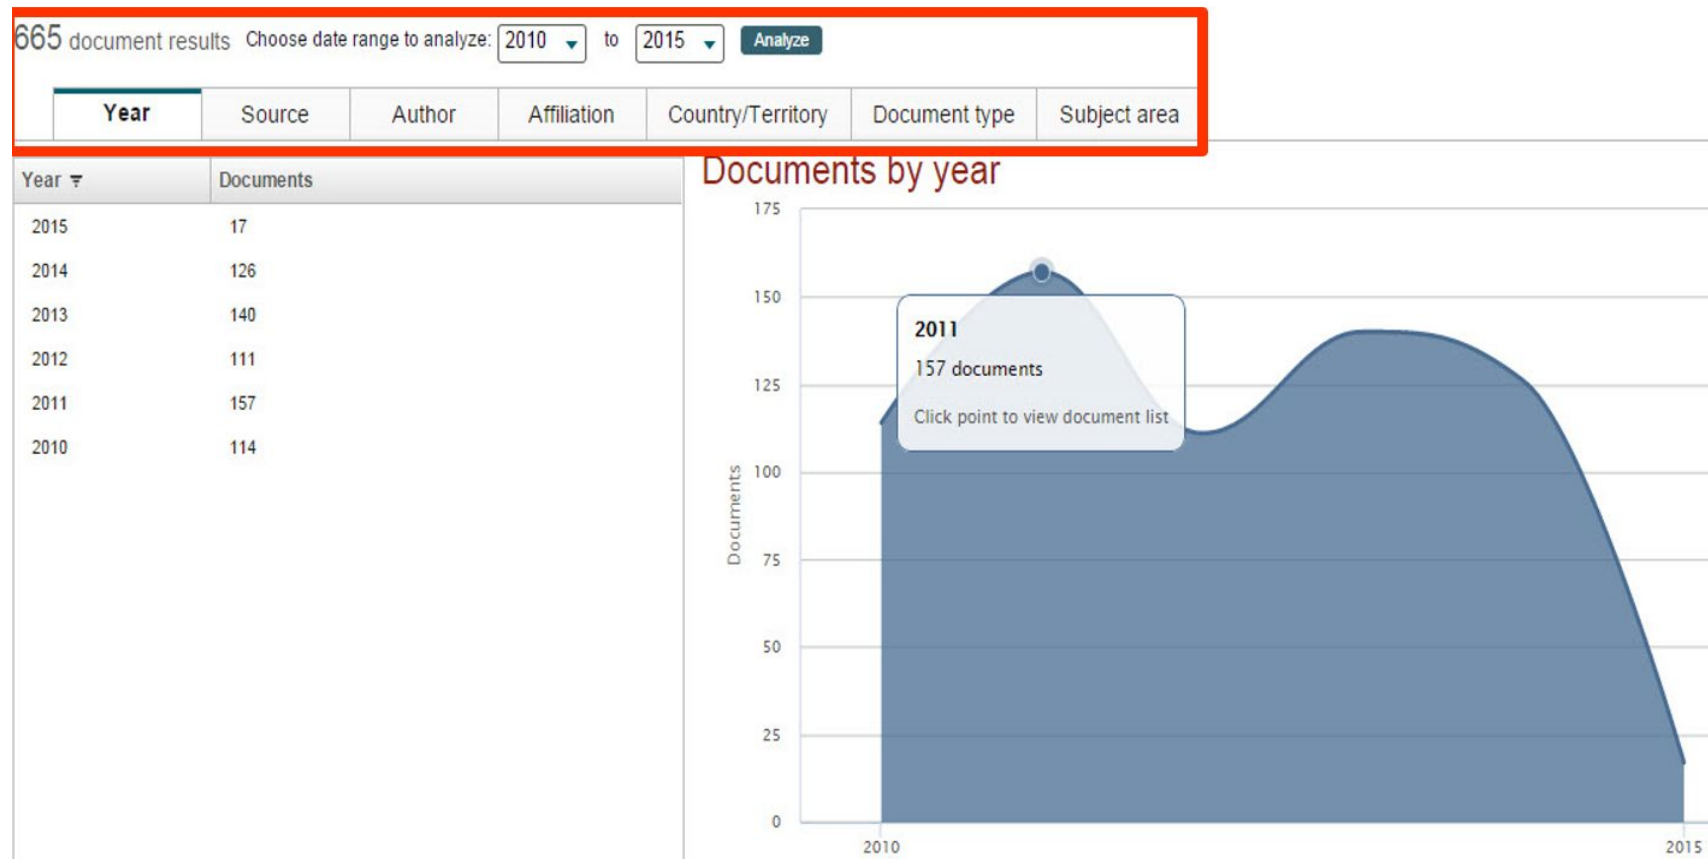 665 document results Choose date range to analyze: 2010 to 2015 Analyze
Year Source Author Affiliation Country/Territory Document type Subject area
Year Documents
2015 17
2014 126
2013 140
2012 111
2011 157
2010 114
Documents by year
175
150
125
100
75
50
25
0
Documents
2011
157 documents
Click point to view document list
2010 2015